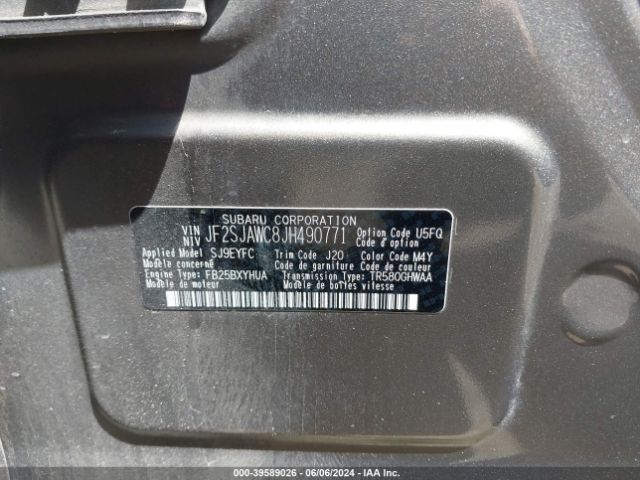 SUBARU CORPORATION
VIN NIV JF2SJAWC8JH490771 Option Code U5FQ
Code d'option
Applied Model SJ9EYFC Trim Code J20 Color Code M4Y
Modèle concerné Code de garniture Code de couleur
Engine Type: FB25BXYHUA Transmission Type: TR580GHWAA
Modèle de moteur Modèle de boîtes vitesse
000-39589026 - 06/06/2024 - IAA Inc.